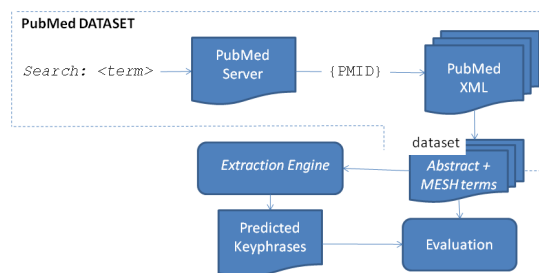 PubMed DATASET
Search: <term>
PubMed
Server
{PMID}
PubMed
XML
dataset
Abstract +
MESH terms
Extraction Engine
Predicted
Keyphrases
Evaluation